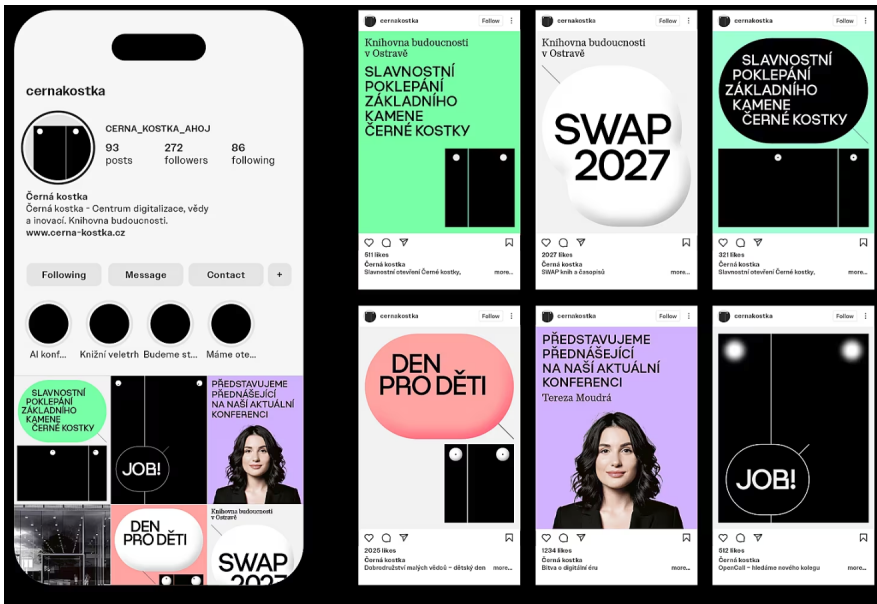 cernakostka
CERNA_KOSTKA_AHOJ
93 272 86
posts followers following
Černá kostka
Černá kostka - Centrum digitalizace, vědy
a inovací. Knihovna budoucnosti.
www.cerna-kostka.cz
Following Message Contact +
AI konf... Knižní veletrh Budeme st... Máme ote...
SLAVNOSTNÍ
POKLEPÁNÍ
ZÁKLADNÍHO
KAMENE
ČERNÉ KOSTKY
JOB!
PŘEDSTAVUJEME
PŘEDNÁŠEJÍCÍ
NA NAŠÍ AKTUÁLNÍ
KONFERENCI
DEN
PRO DĚTI
Knihovna budoucnosti
v Ostravě
SWAP
2027
cernakostka Follow
Knihovna budoucnosti
v Ostravě
SLAVNOSTNÍ
POKLEPÁNÍ
ZÁKLADNÍHO
KAMENE
ČERNÉ KOSTKY
511 likes
Černá kostka
Slavnostní otevření Černé kostky, more...
cernakostka Follow
Knihovna budoucnosti
v Ostravě
SWAP
2027
2027 likes
Černá kostka
SWAP knih a časopisů more...
cernakostka Follow
SLAVNOSTNÍ
POKLEPÁNÍ
ZÁKLADNÍHO
KAMENE
ČERNÉ KOSTKY
321 likes
Černá kostka
Slavnostní otevření Černé kostky, more...
cernakostka Follow
DEN
PRO DĚTI
2025 likes
Černá kostka
Dobrodružství malých vědců – dětský den more...
cernakostka Follow
PŘEDSTAVUJEME
PŘEDNÁŠEJÍCÍ
NA NAŠÍ AKTUÁLNÍ
KONFERENCI
Tereza Moudrá
1234 likes
Černá kostka
Bitva o digitální éru more...
cernakostka Follow
JOB!
512 likes
Černá kostka
OpenCall – hledáme nového kolegu more...